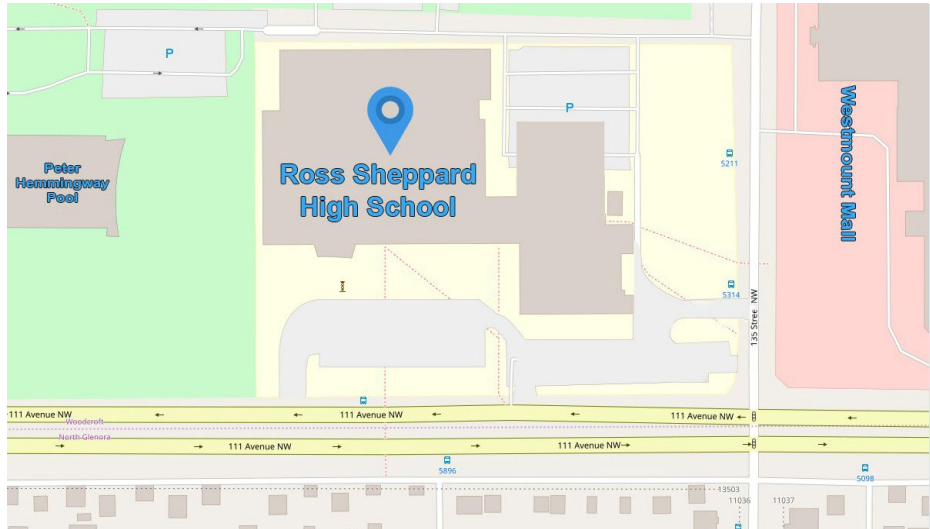 P
P
5211
Peter
Hemmingway
Pool
Ross Sheppard
High School
Westmount Mall
5314
135 Street NW
111 Avenue NW
111 Avenue NW
111 Avenue NW
Woodcroft
North Glenora
111 Avenue NW
111 Avenue NW
5896
5098
13503
11036
11037